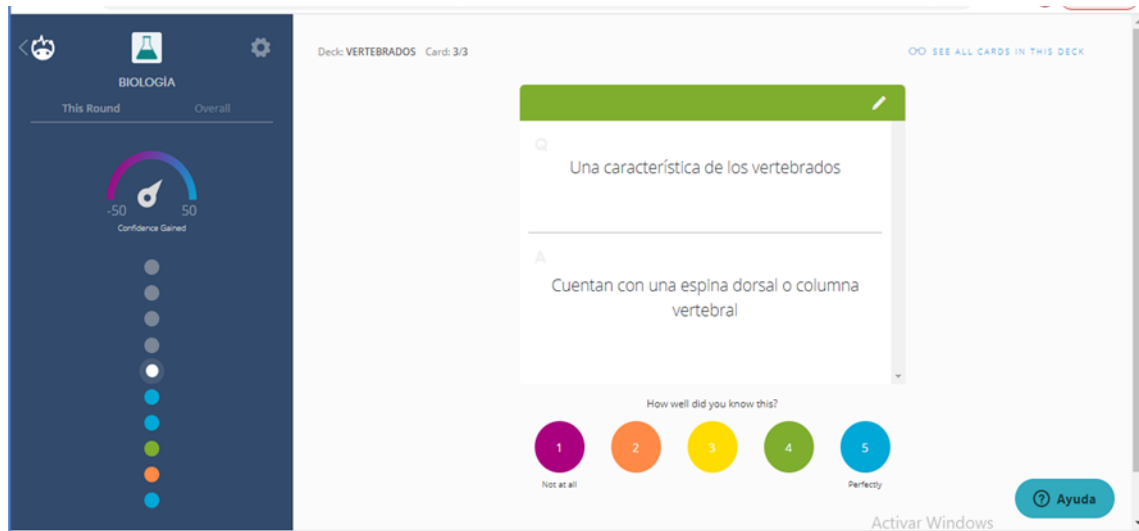 BIOLOGÍA
This Round Overall
-50 50
Confidence Gained
Deck: VERTEBRADOS Card: 3/3
SEE ALL CARDS IN THIS DECK
Q
Una característica de los vertebrados
A
Cuentan con una espina dorsal o columna
vertebral
How well did you know this?
1 2 3 4 5
Not at all Perfectly
Ayuda
Activar Windows